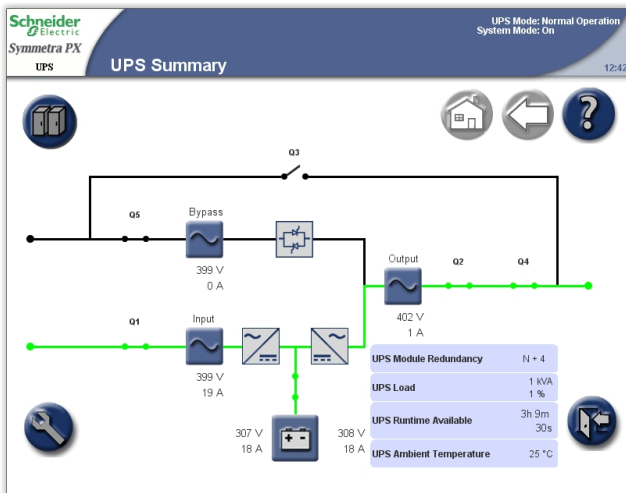 Schneider
Electric
Symmetra PX
UPS
UPS Summary
UPS Mode: Normal Operation
System Mode: On
12:42
?
Q3
Q5
Bypass
399 V
0 A
Output
Q2
Q4
402 V
1 A
Q1
Input
399 V
19 A
307 V
18 A
308 V
18 A
UPS Module Redundancy N + 4
UPS Load 1 kVA
1 %
UPS Runtime Available 3h 9m
30s
UPS Ambient Temperature 25 °C